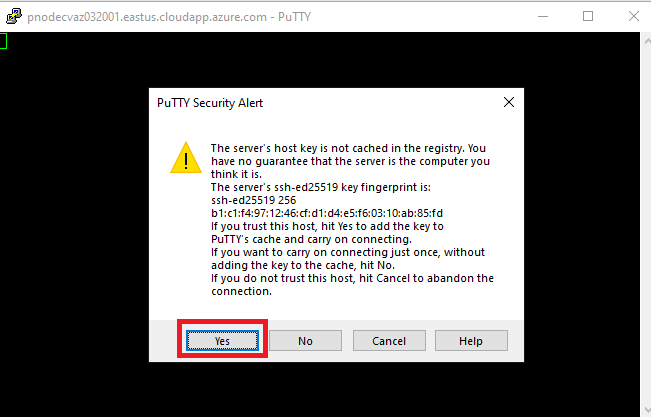 pnodecvaz032001.eastus.cloudapp.azure.com - PuTTY
PuTTY Security Alert
The server's host key is not cached in the registry. You
have no guarantee that the server is the computer you
think it is.
The server's ssh-ed25519 key fingerprint is:
ssh-ed25519 256
b1:c1:f4:97:12:46:cf:d1:d4:e5:f6:03:10:ab:85:fd
If you trust this host, hit Yes to add the key to
PuTTY's cache and carry on connecting.
If you want to carry on connecting just once, without
adding the key to the cache, hit No.
If you do not trust this host, hit Cancel to abandon the
connection.
Yes No Cancel Help